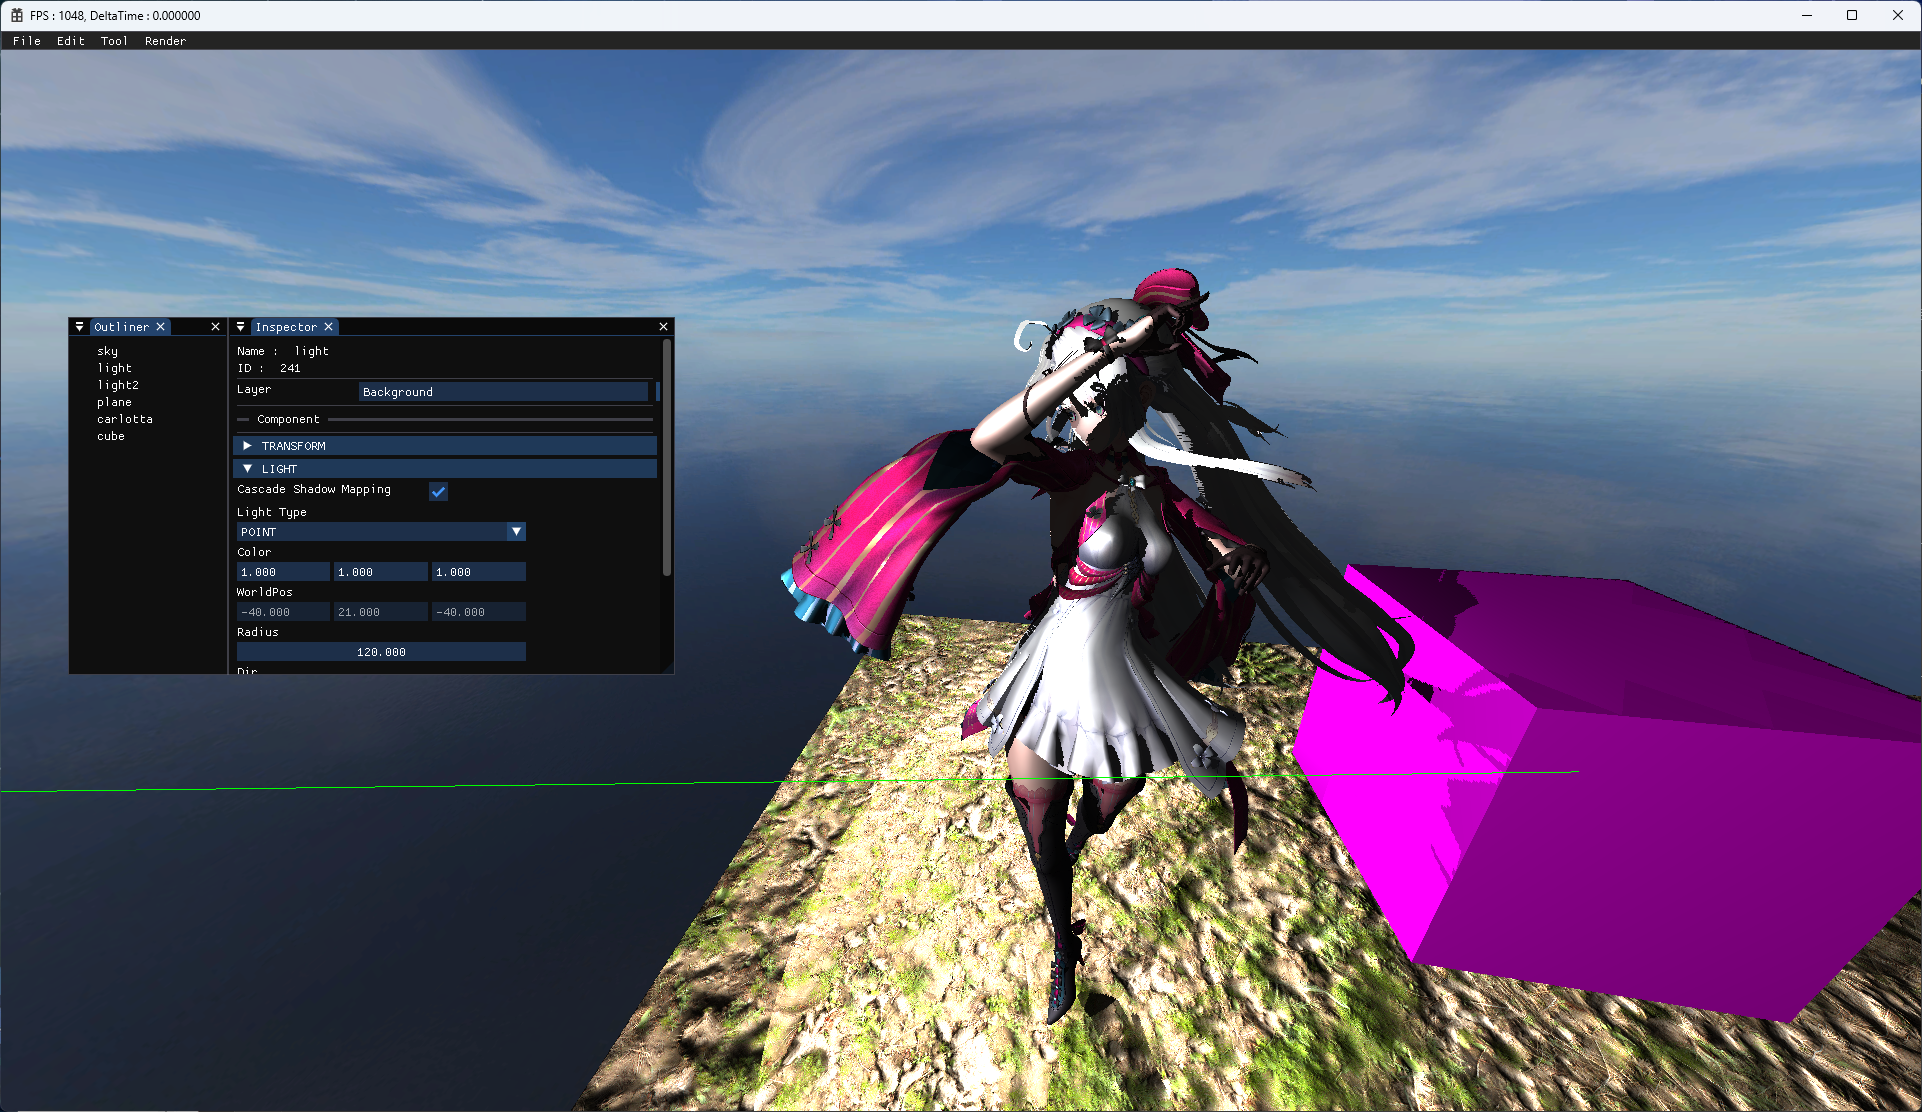 FPS : 1048, DeltaTime : 0.000000
File Edit Tool Render
Outliner
sky
light
light2
plane
carlotta
cube
Inspector
Name : light
ID : 241
Layer Background
Component
TRANSFORM
LIGHT
Cascade Shadow Mapping
Light Type
POINT
Color
1.000 1.000 1.000
WorldPos
-40.000 21.000 -40.000
Radius
120.000
Dir